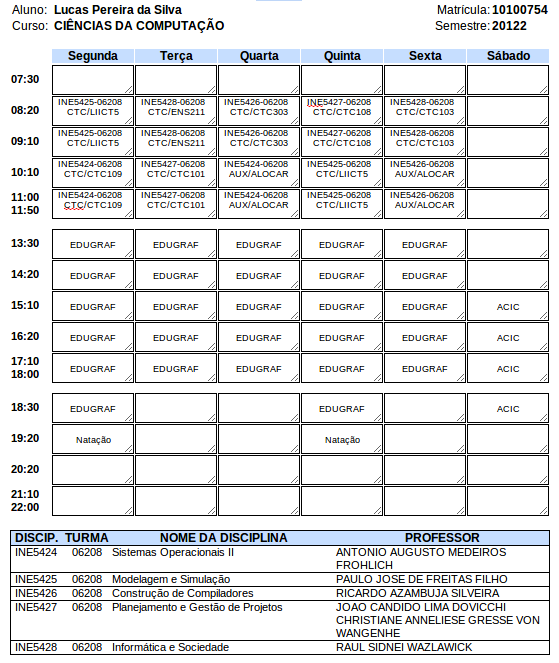 Aluno: Lucas Pereira da Silva Matrícula: 10100754
Curso: CIÊNCIAS DA COMPUTAÇÃO Semestre: 20122
Segunda Terça Quarta Quinta Sexta Sábado
07:30
08:20 INE5425-06208 INE5428-06208 INE5426-06208 INE5427-06208 INE5428-06208
CTC/LIICT5 CTC/ENS211 CTC/CTC303 CTC/CTC108 CTC/CTC103
09:10 INE5425-06208 INE5428-06208 INE5426-06208 INE5427-06208 INE5428-06208
CTC/LIICT5 CTC/ENS211 CTC/CTC303 CTC/CTC108 CTC/CTC103
10:10 INE5424-06208 INE5427-06208 INE5424-06208 INE5425-06208 INE5426-06208
CTC/CTC109 CTC/CTC101 AUX/ALOCAR CTC/LIICT5 AUX/ALOCAR
11:00 INE5424-06208 INE5427-06208 INE5424-06208 INE5425-06208 INE5426-06208
11:50 CTC/CTC109 CTC/CTC101 AUX/ALOCAR CTC/LIICT5 AUX/ALOCAR
13:30 EDUGRAF EDUGRAF EDUGRAF EDUGRAF EDUGRAF
14:20 EDUGRAF EDUGRAF EDUGRAF EDUGRAF EDUGRAF
15:10 EDUGRAF EDUGRAF EDUGRAF EDUGRAF EDUGRAF ACIC
16:20 EDUGRAF EDUGRAF EDUGRAF EDUGRAF EDUGRAF ACIC
17:10 EDUGRAF EDUGRAF EDUGRAF EDUGRAF EDUGRAF ACIC
18:00
18:30 EDUGRAF EDUGRAF ACIC
19:20 Natação Natação
20:20
21:10
22:00
DISCIP. TURMA NOME DA DISCIPLINA PROFESSOR
INE5424 06208 Sistemas Operacionais II ANTONIO AUGUSTO MEDEIROS
FROHLICH
INE5425 06208 Modelagem e Simulação PAULO JOSE DE FREITAS FILHO
INE5426 06208 Construção de Compiladores RICARDO AZAMBUJA SILVEIRA
INE5427 06208 Planejamento e Gestão de Projetos JOAO CANDIDO LIMA DOVICCHI
CHRISTIANE ANNELIESE GRESSE VON
WANGENHE
INE5428 06208 Informática e Sociedade RAUL SIDNEI WAZLAWICK